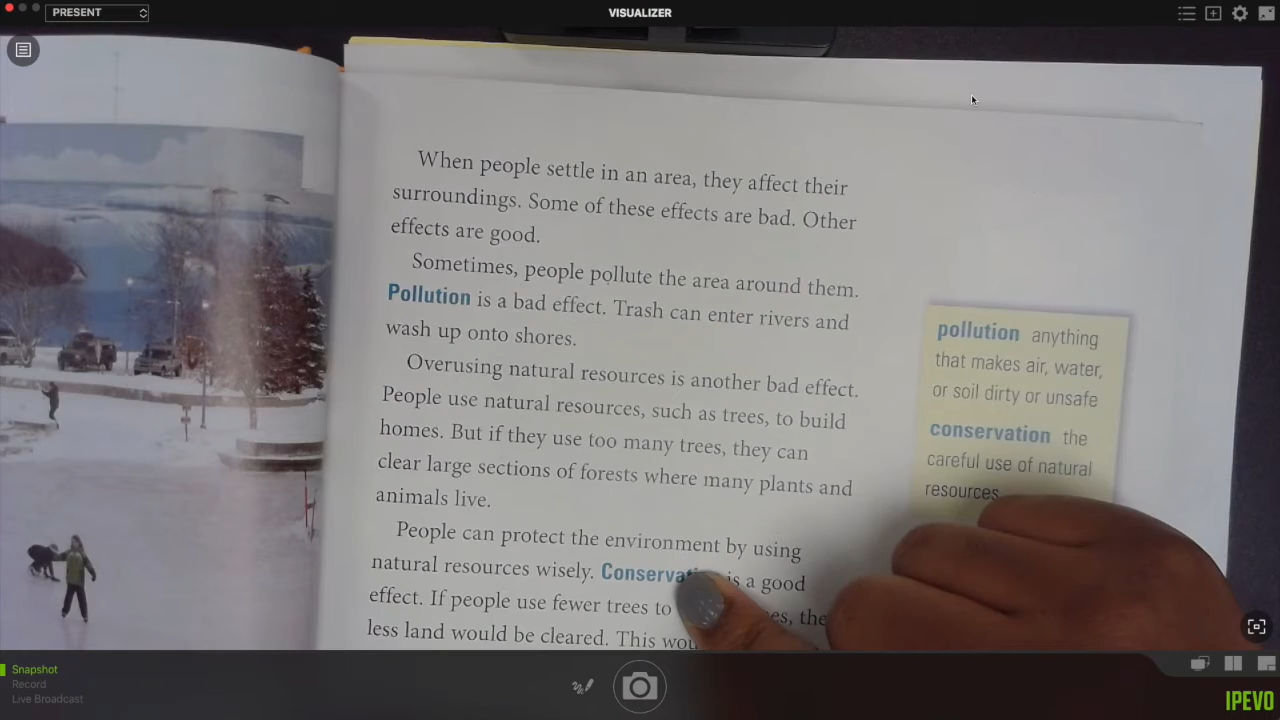 PRESENT
VISUALIZER
When people settle in an area, they affect their
surroundings. Some of these effects are bad. Other
effects are good.
Sometimes, people pollute the area around them.
Pollution is a bad effect. Trash can enter rivers and
wash up onto shores.
Overusing natural resources is another bad effect.
People use natural resources, such as trees, to build
homes. But if they use too many trees, they can
clear large sections of forests where many plants and
animals live.
People can protect the environment by using
natural resources wisely. is a good
effect. If people use fewer trees to
less land would be cleared. This
pollution anything
that makes air, water,
or soil dirty or unsafe
conservation the
careful use of natural
resources
Snapshot
Record
Live Broadcast
IPEVO